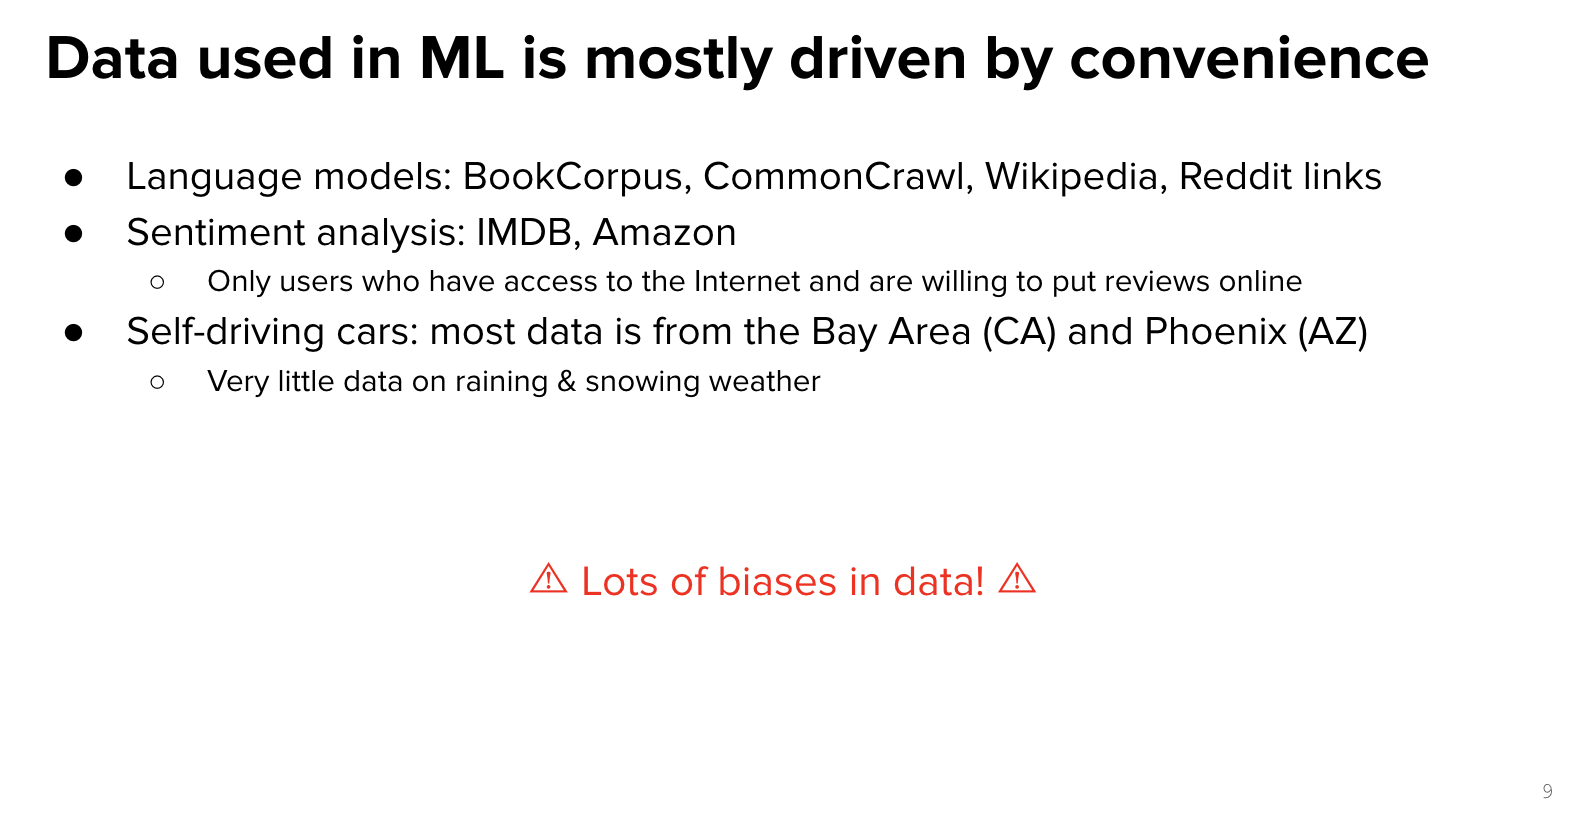 Data used in ML is mostly driven by convenience
● Language models: BookCorpus, CommonCrawl, Wikipedia, Reddit links
● Sentiment analysis: IMDB, Amazon
○ Only users who have access to the Internet and are willing to put reviews online
● Self-driving cars: most data is from the Bay Area (CA) and Phoenix (AZ)
○ Very little data on raining & snowing weather
⚠ Lots of biases in data! ⚠
9